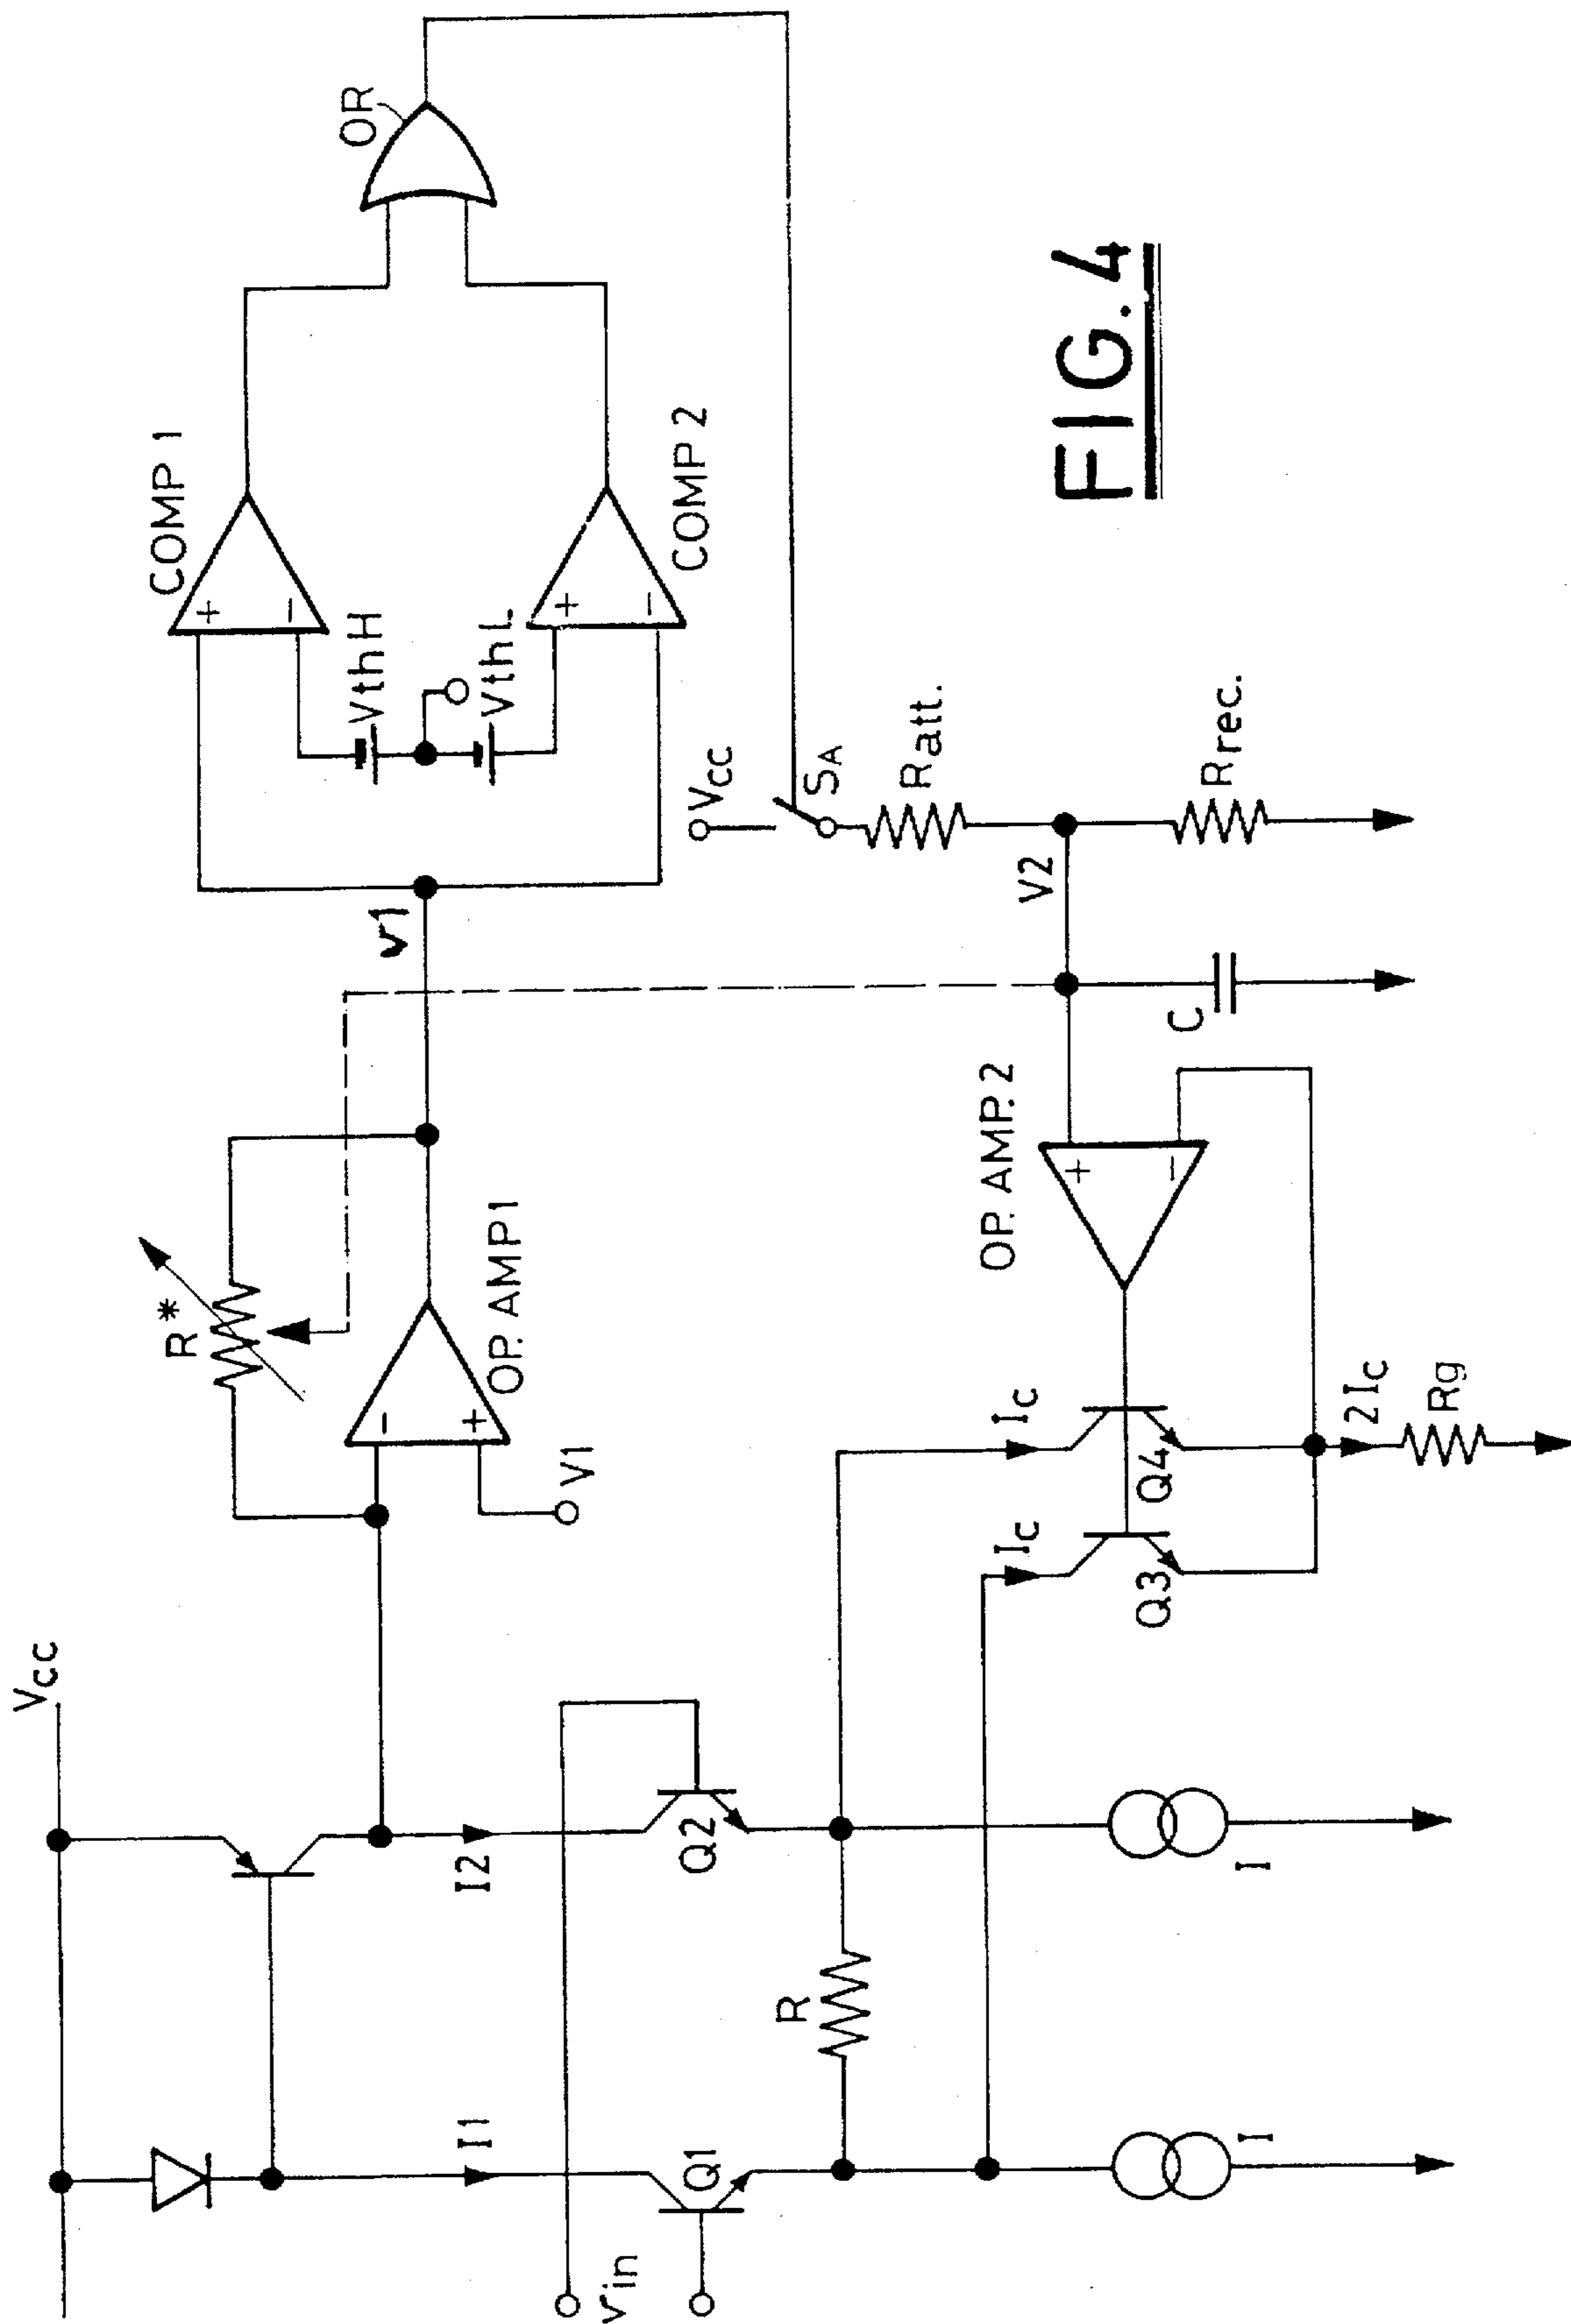 Vcc
R*
OR
COMP 1
+
−
VthH
VthL
+
−
COMP 2
v1
−
+
OP. AMP1
V1
I1
I2
vin
Q1
Q2
R
I
I
Vcc
SA
Ratt.
V2
Rrec.
C
OP. AMP. 2
+
−
Ic
Ic
Q3
Q4
2Ic
Rg
FIG. 4